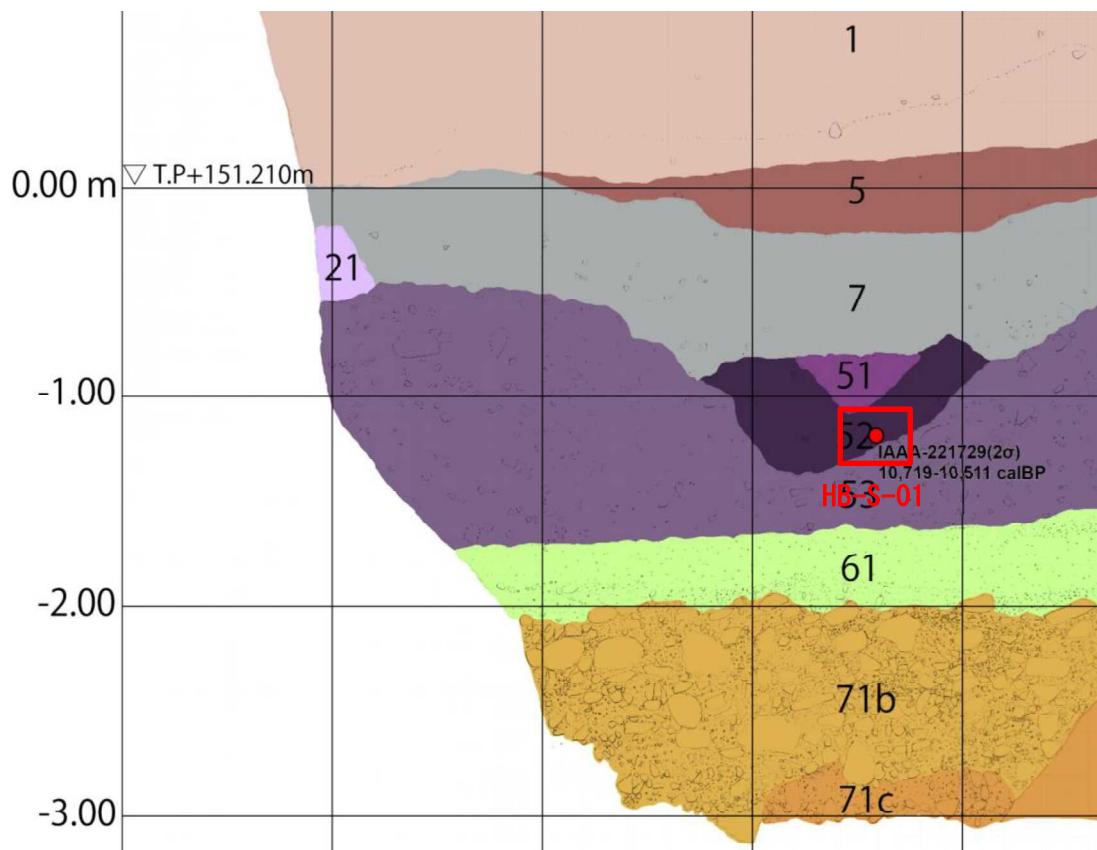 1
0.00 m
▽ T.P+151.210m
5
21
7
51
-1.00
52
IAAA-221729(2σ)
10,719-10,511 calBP
53
HB-S-01
61
-2.00
71b
71c
-3.00